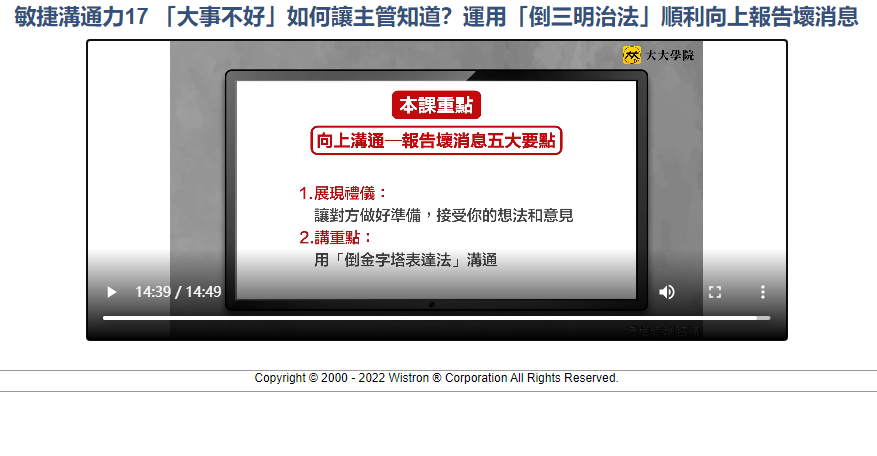 敏捷溝通力17 「大事不好」如何讓主管知道? 運用「倒三明治法」順利向上報告壞消息
大大學院
本課重點
向上溝通—報告壞消息五大要點
1.展現禮儀：
讓對方做好準備，接受你的想法和意見
2.講重點：
用「倒金字塔表達法」溝通
14:39 / 14:49
Copyright © 2000 - 2022 Wistron ® Corporation All Rights Reserved.